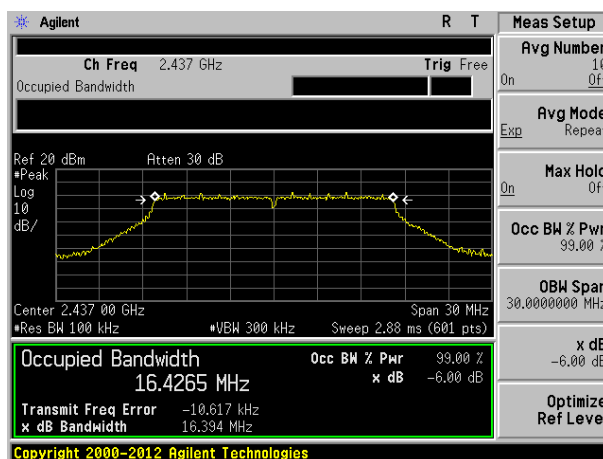 Agilent R T
Meas Setup
Ch Freq 2.437 GHz Trig Free
Occupied Bandwidth
Avg Number
10
On Of
Avg Mode
Exp Repeat
Max Hold
On Of
Occ BW % Pwr
99.00 %
OBW Span
30.0000000 MHz
x dB
-6.00 dB
Optimize
Ref Level
Ref 20 dBm Atten 30 dB
#Peak
Log
10
dB/
Center 2.437 00 GHz Span 30 MHz
#Res BW 100 kHz #VBW 300 kHz Sweep 2.88 ms (601 pts)
Occupied Bandwidth Occ BW % Pwr 99.00 %
16.4265 MHz x dB -6.00 dB
Transmit Freq Error -10.617 kHz
x dB Bandwidth 16.394 MHz
Copyright 2000-2012 Agilent Technologies